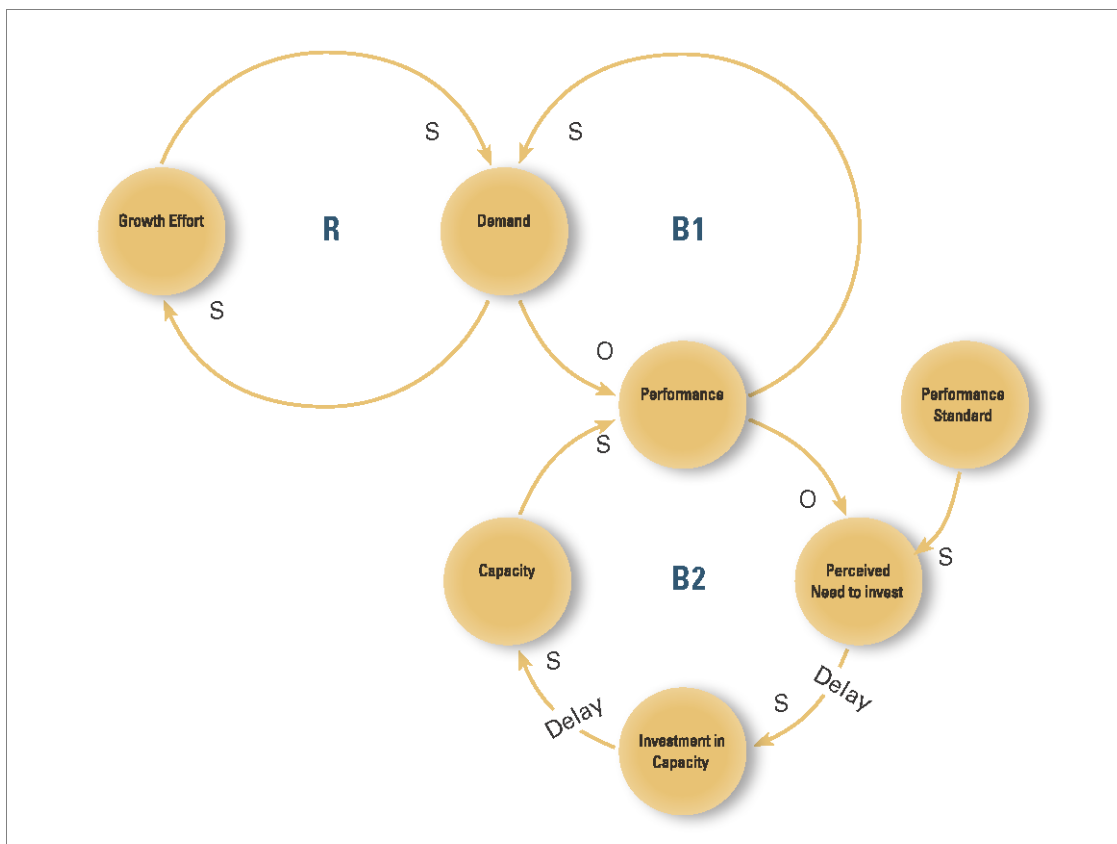 S
S
Growth Effort
R
Demand
B1
S
O
Performance
Performance
Standard
S
O
Capacity
B2
Perceived
Need to invest
S
S
Delay
S
Delay
Investment in
Capacity